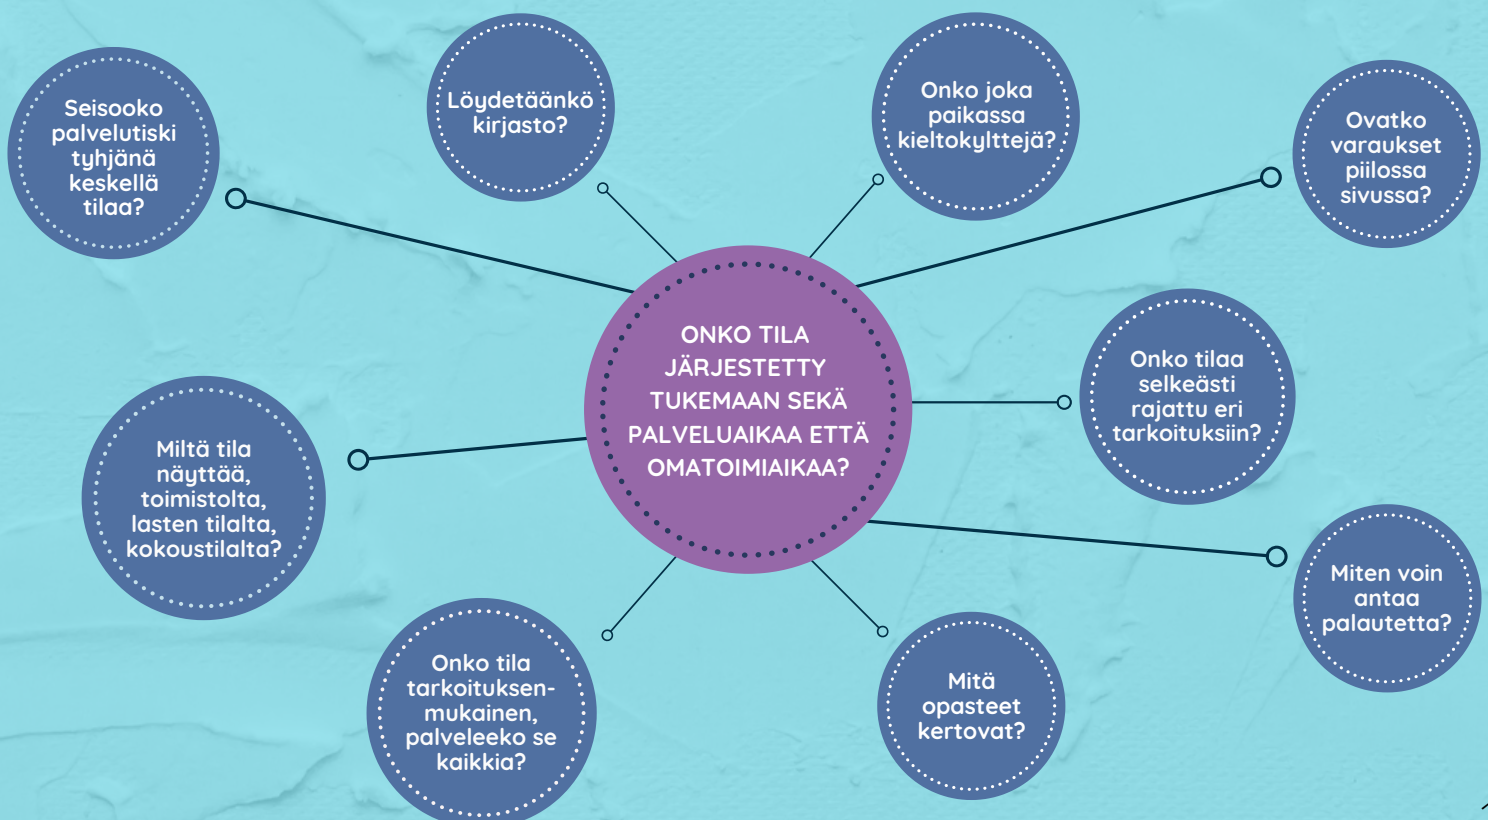 Seisooko
palvelutiski
tyhjänä
keskellä
tilaa?
Löydetäänkö
kirjasto?
Onko joka
paikassa
kieltokylttejä?
Ovatko
varaukset
piilossa
sivussa?
ONKO TILA
JÄRJESTETTY
TUKEMAAN SEKÄ
PALVELUAIKAA ETTÄ
OMATOIMIAIKAA?
Onko tilaa
selkeästi
rajattu eri
tarkoituksiin?
Miltä tila
näyttää,
toimistolta,
lasten tilalta,
kokoustilalta?
Miten voin
antaa
palautetta?
Onko tila
tarkoituksen-
mukainen,
palveleeko se
kaikkia?
Mitä
opasteet
kertovat?